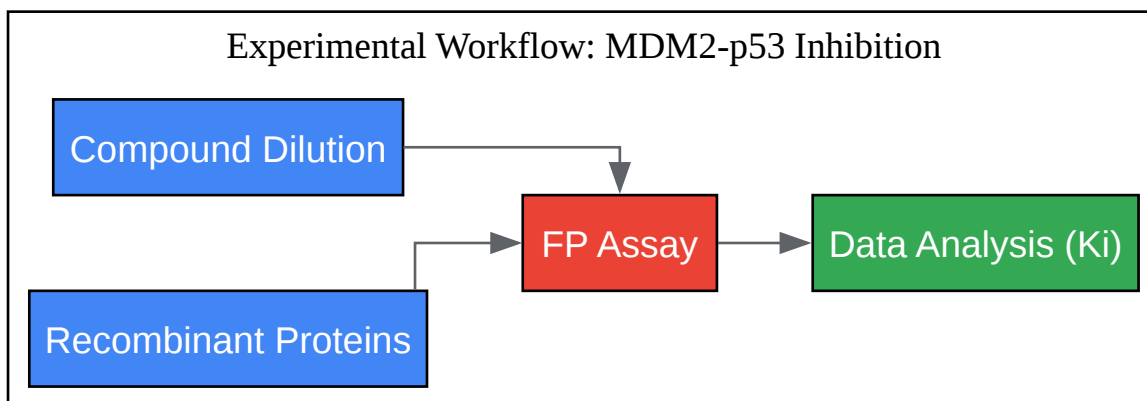 Experimental Workflow: MDM2-p53 Inhibition
Compound Dilution
FP Assay
Data Analysis (Ki)
Recombinant Proteins